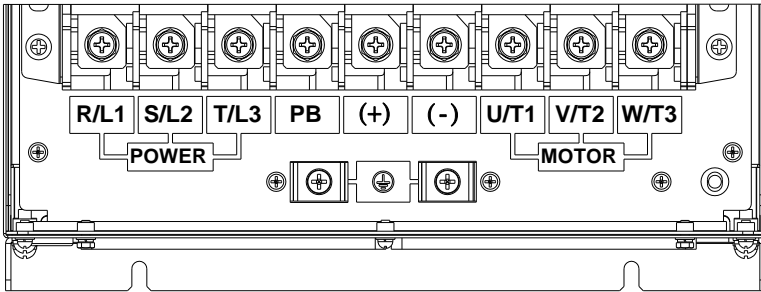 R/L1 S/L2 T/L3 PB (+) (-) U/T1 V/T2 W/T3
POWER MOTOR